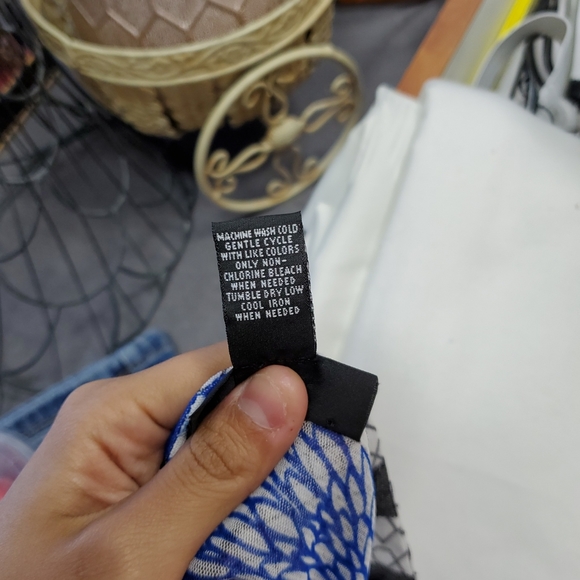 MACHINE WASH COLD
GENTLE CYCLE
WITH LIKE COLORS
ONLY NON-
CHLORINE BLEACH
WHEN NEEDED
TUMBLE DRY LOW
COOL IRON
WHEN NEEDED